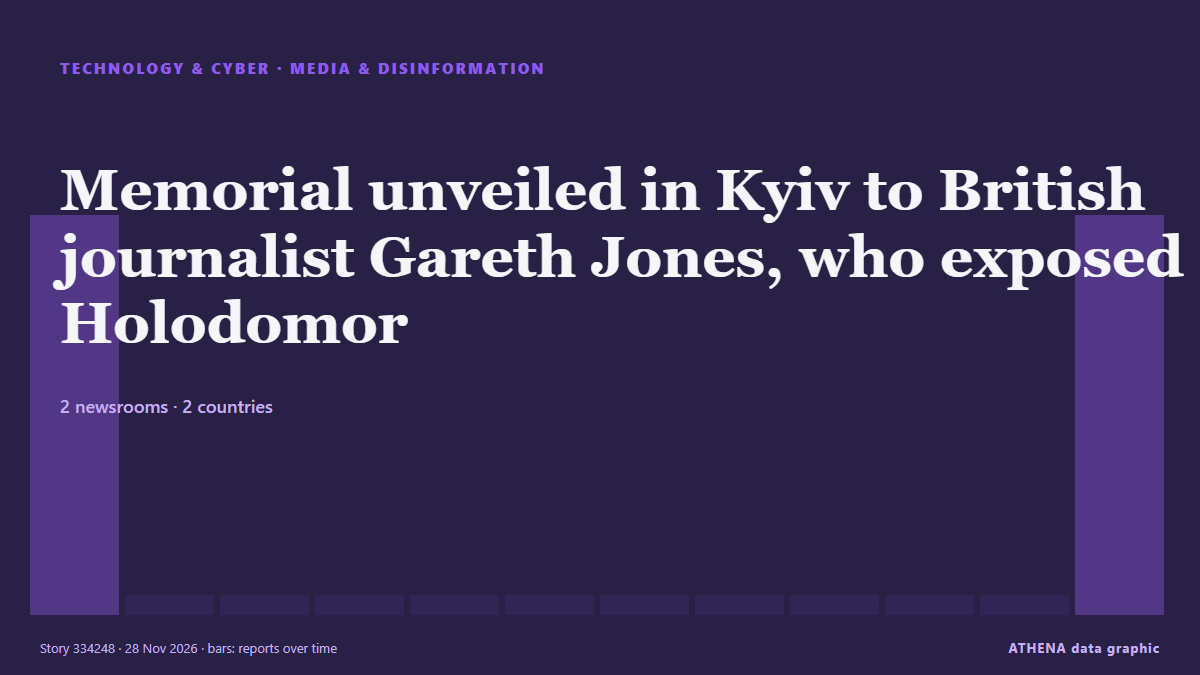 TECHNOLOGY & CYBER · MEDIA & DISINFORMATION
Memorial unveiled in Kyiv to British
journalist Gareth Jones, who exposed
Holodomor
2 newsrooms · 2 countries
Story 334248 · 28 Nov 2026 · bars: reports over time
ATHENA data graphic